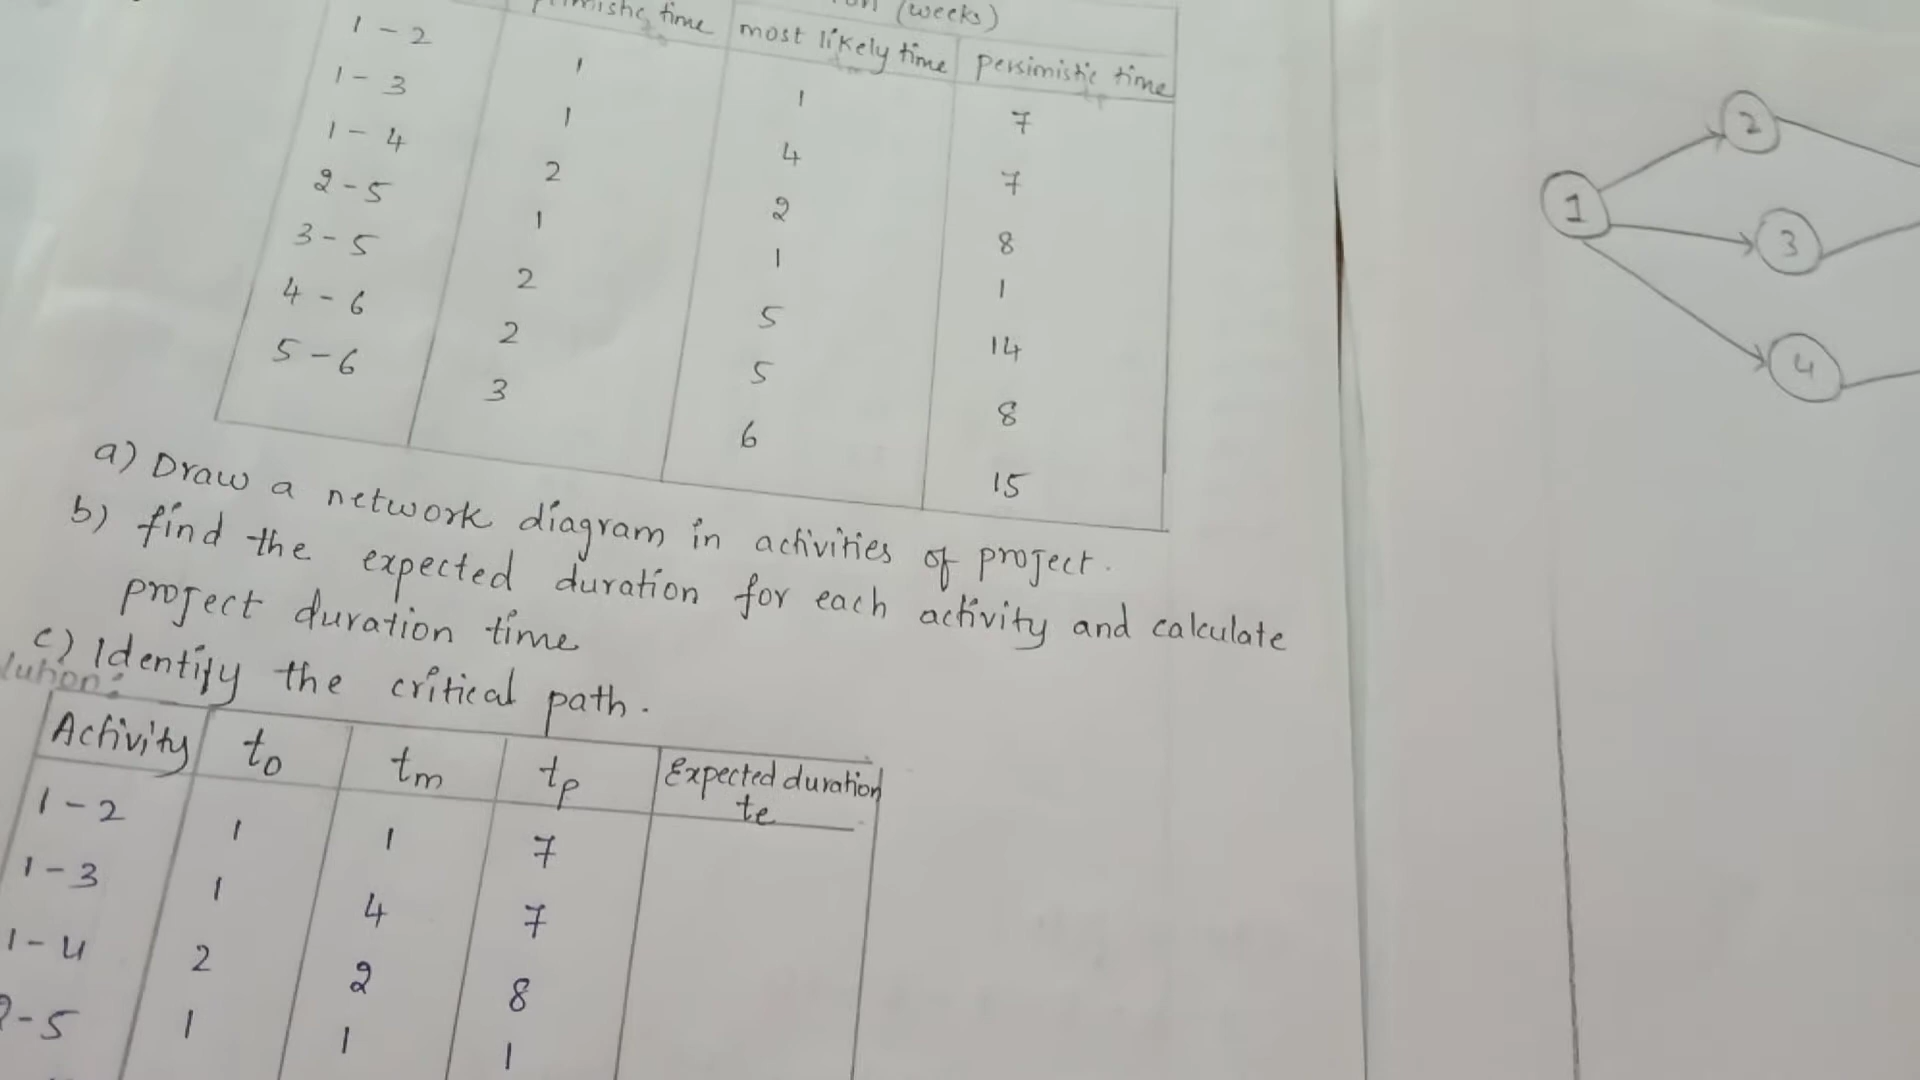 time (weeks)
most likely time persimistic time
1-2 1 1 7
1-3 1 4 7
1-4 2 2 8
2-5 1 1 1
3-5 2 5 14
4-6 2 5 8
5-6 3 6 15
a) Draw a network diagram in activities of project.
b) find the expected duration for each activity and calculate
project duration time
c) Identify the critical path.
Activity to tm tp Expected duration
te
1-2 1 1 7
1-3 1 4 7
1-4 2 2 8
2-5 1 1 1
1
2
3
4